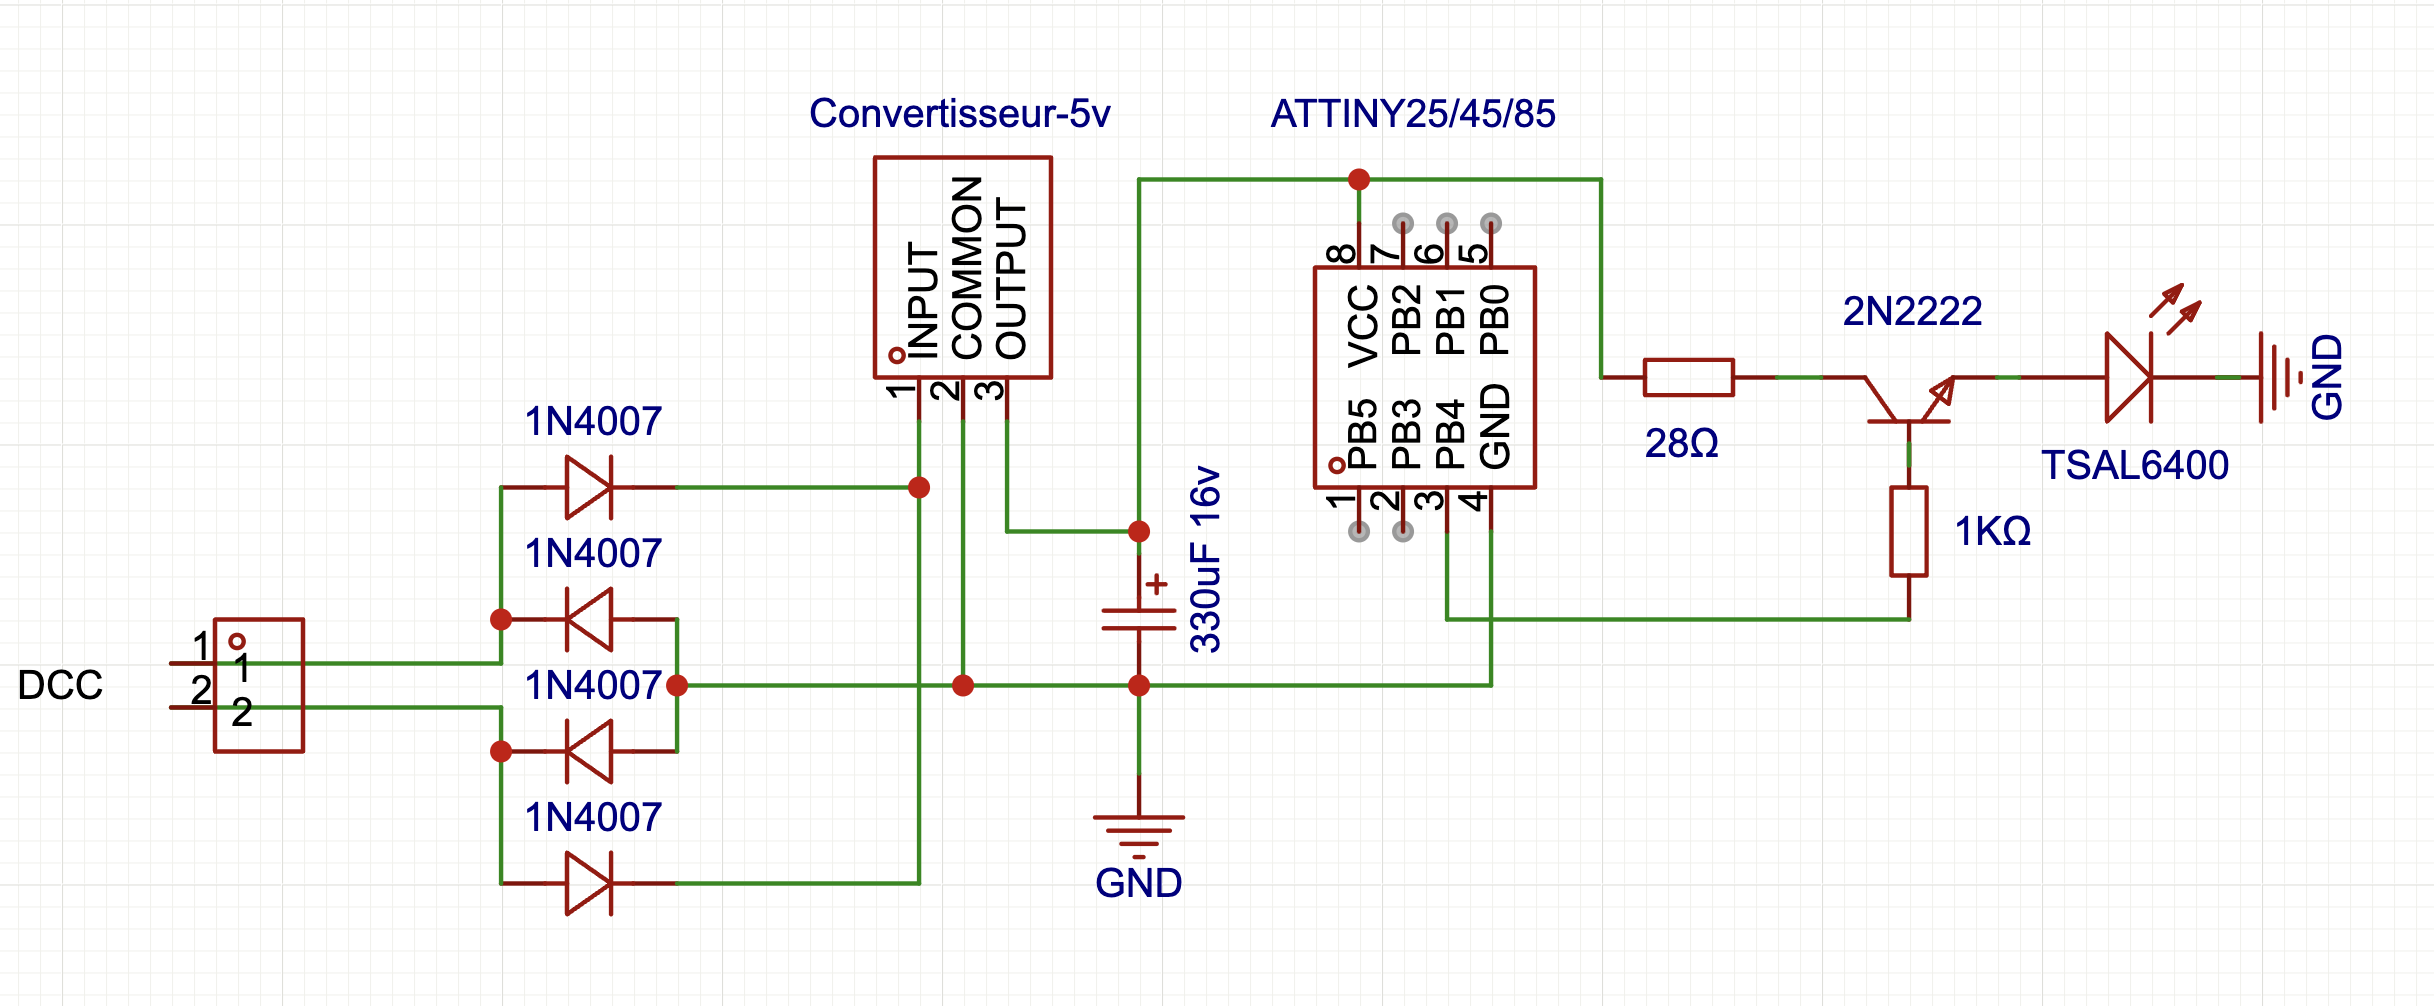 Convertisseur-5v
ATTINY25/45/85
INPUT
COMMON
OUTPUT
1
2
3
8
7
6
5
VCC
PB2
PB1
PB0
PB5
PB3
PB4
GND
1
2
3
4
2N2222
28Ω
TSAL6400
GND
1KΩ
1N4007
1N4007
1N4007
1N4007
330uF 16v
DCC
1
1
2
2
GND